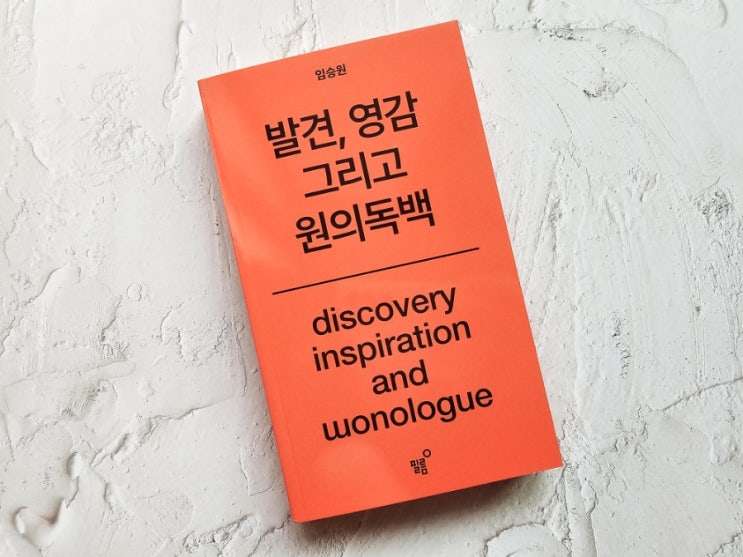 임승원
발견, 영감
그리고
원의독백
discovery
inspiration
and
wonologue
필름